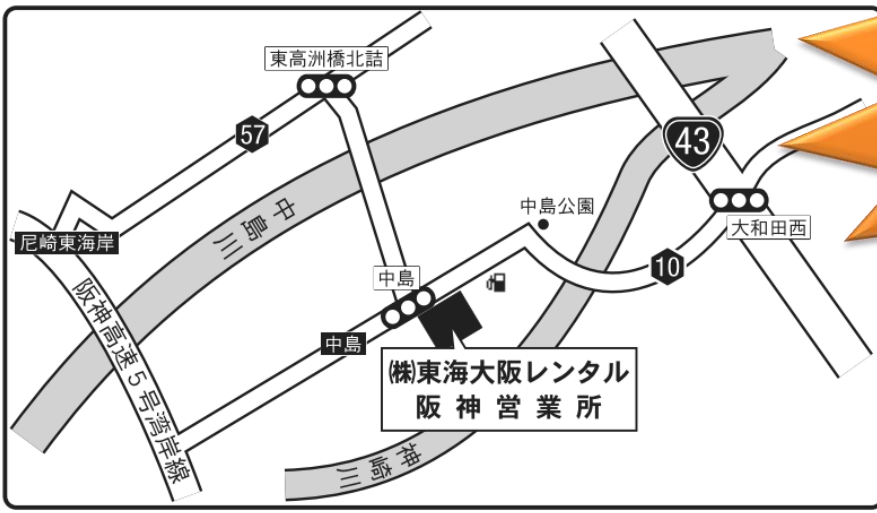 東高洲橋北詰
57
43
中島川
中島公園
大和田西
尼崎東海岸
10
中島
阪神高速5号湾岸線
中島
㈱東海大阪レンタル
阪神営業所
神崎川